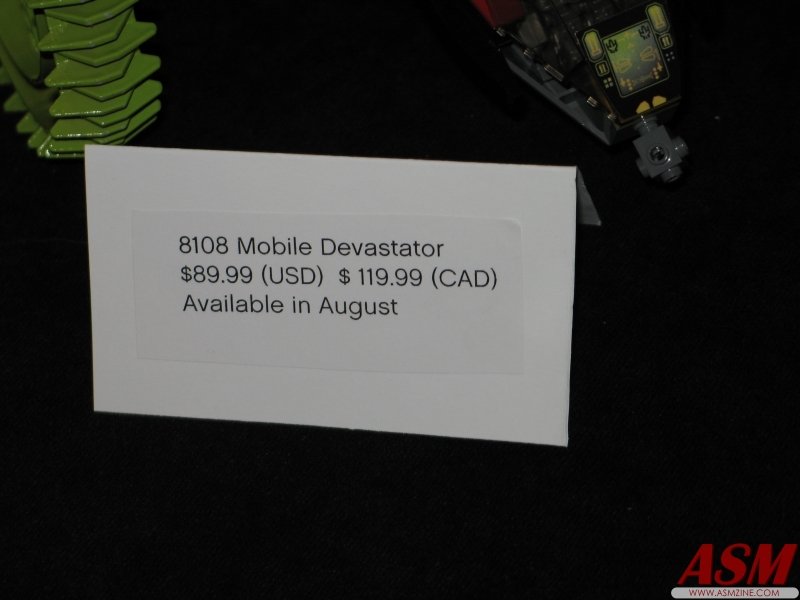 8108 Mobile Devastator
$89.99 (USD) $ 119.99 (CAD)
Available in August
ASM
WWW.ASMZINE.COM